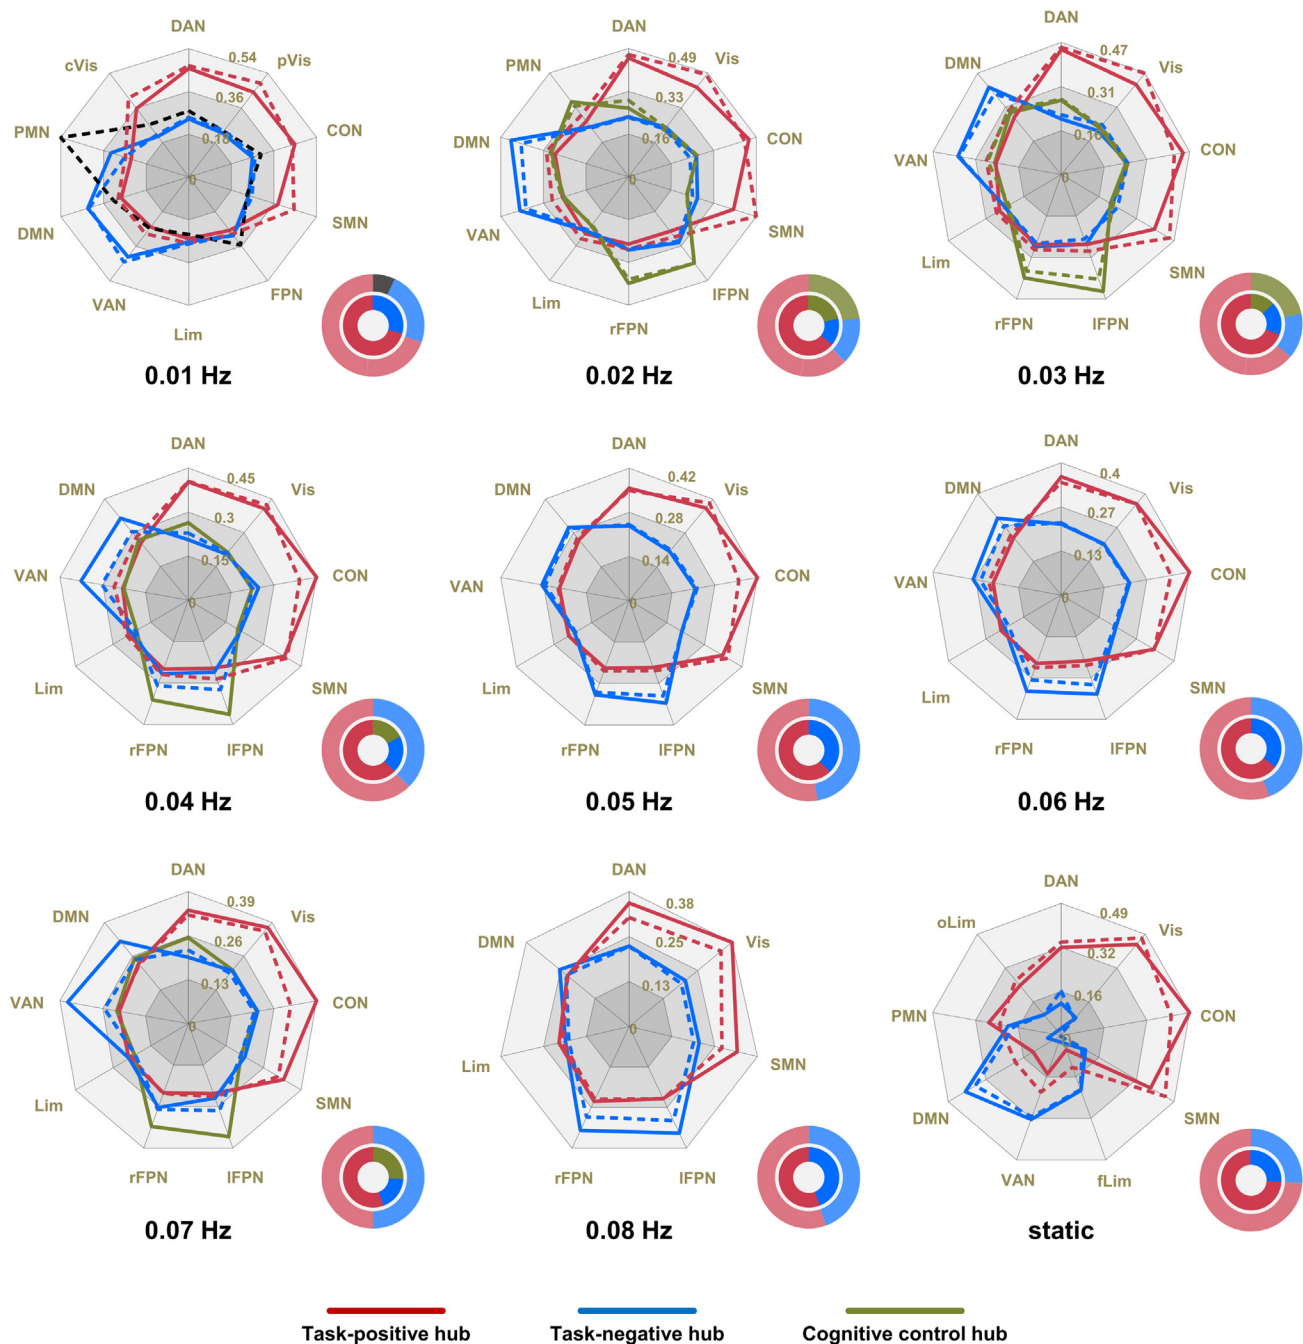 DAN
0.54
cVis
pVis
0.36
PMN
0.18
CON
0
DMN
SMN
VAN
FPN
Lim
0.01 Hz
DAN
0.49
PMN
Vis
0.33
DMN
0.16
CON
0
VAN
SMN
Lim
lFPN
rFPN
0.02 Hz
DAN
0.47
DMN
Vis
0.31
VAN
0.16
CON
0
Lim
SMN
rFPN
lFPN
0.03 Hz
DAN
0.45
DMN
Vis
0.3
VAN
0.15
CON
0
Lim
SMN
rFPN
lFPN
0.04 Hz
DAN
0.42
DMN
Vis
0.28
VAN
0.14
CON
0
Lim
SMN
rFPN
lFPN
0.05 Hz
DAN
0.4
DMN
Vis
0.27
VAN
0.13
CON
0
Lim
SMN
rFPN
lFPN
0.06 Hz
DAN
0.39
DMN
Vis
0.26
VAN
0.13
CON
0
Lim
SMN
rFPN
lFPN
0.07 Hz
DAN
0.38
DMN
Vis
0.25
0.13
0
Lim
SMN
rFPN
lFPN
0.08 Hz
DAN
0.49
oLim
Vis
0.32
PMN
0.16
CON
0
DMN
SMN
VAN
fLim
static
Task-positive hub
Task-negative hub
Cognitive control hub